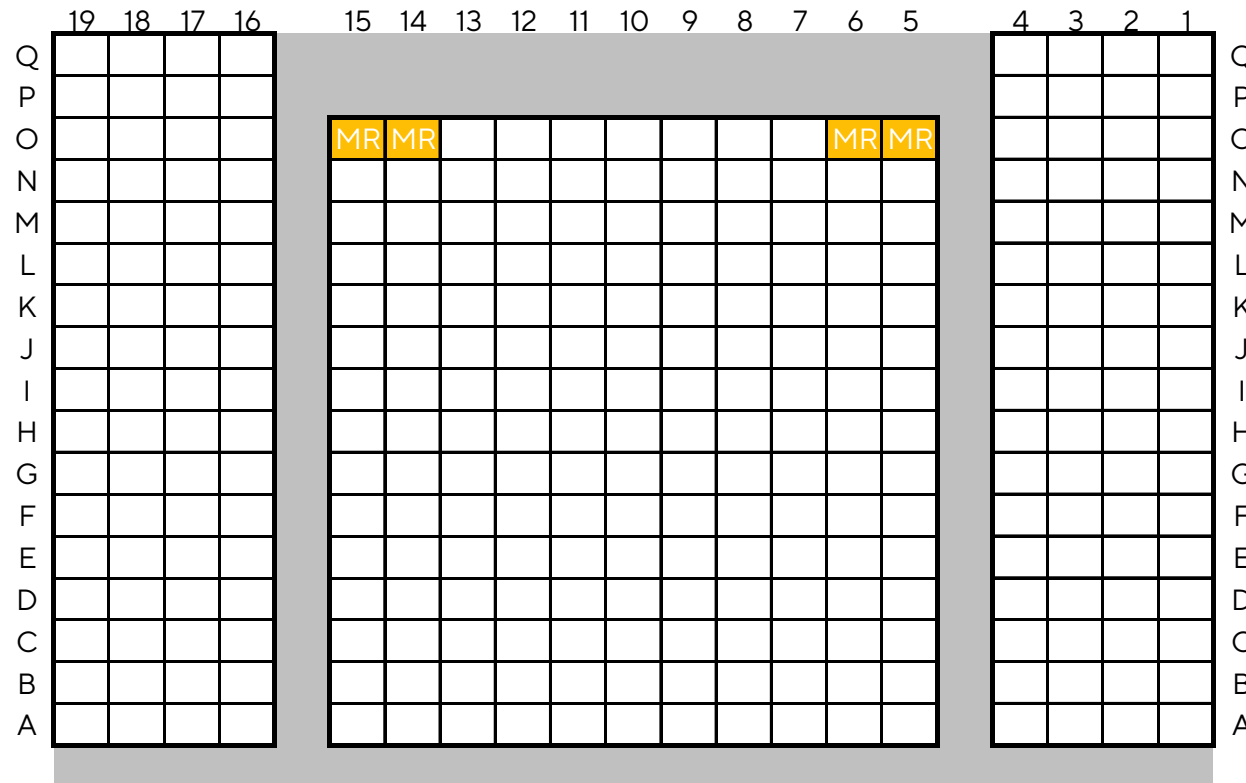 19 18 17 16 15 14 13 12 11 10 9 8 7 6 5 4 3 2 1
Q Q
P P
O MR MR MR MR O
N N
M M
L L
K K
J J
I I
H H
G G
F F
E E
D D
C C
B B
A A